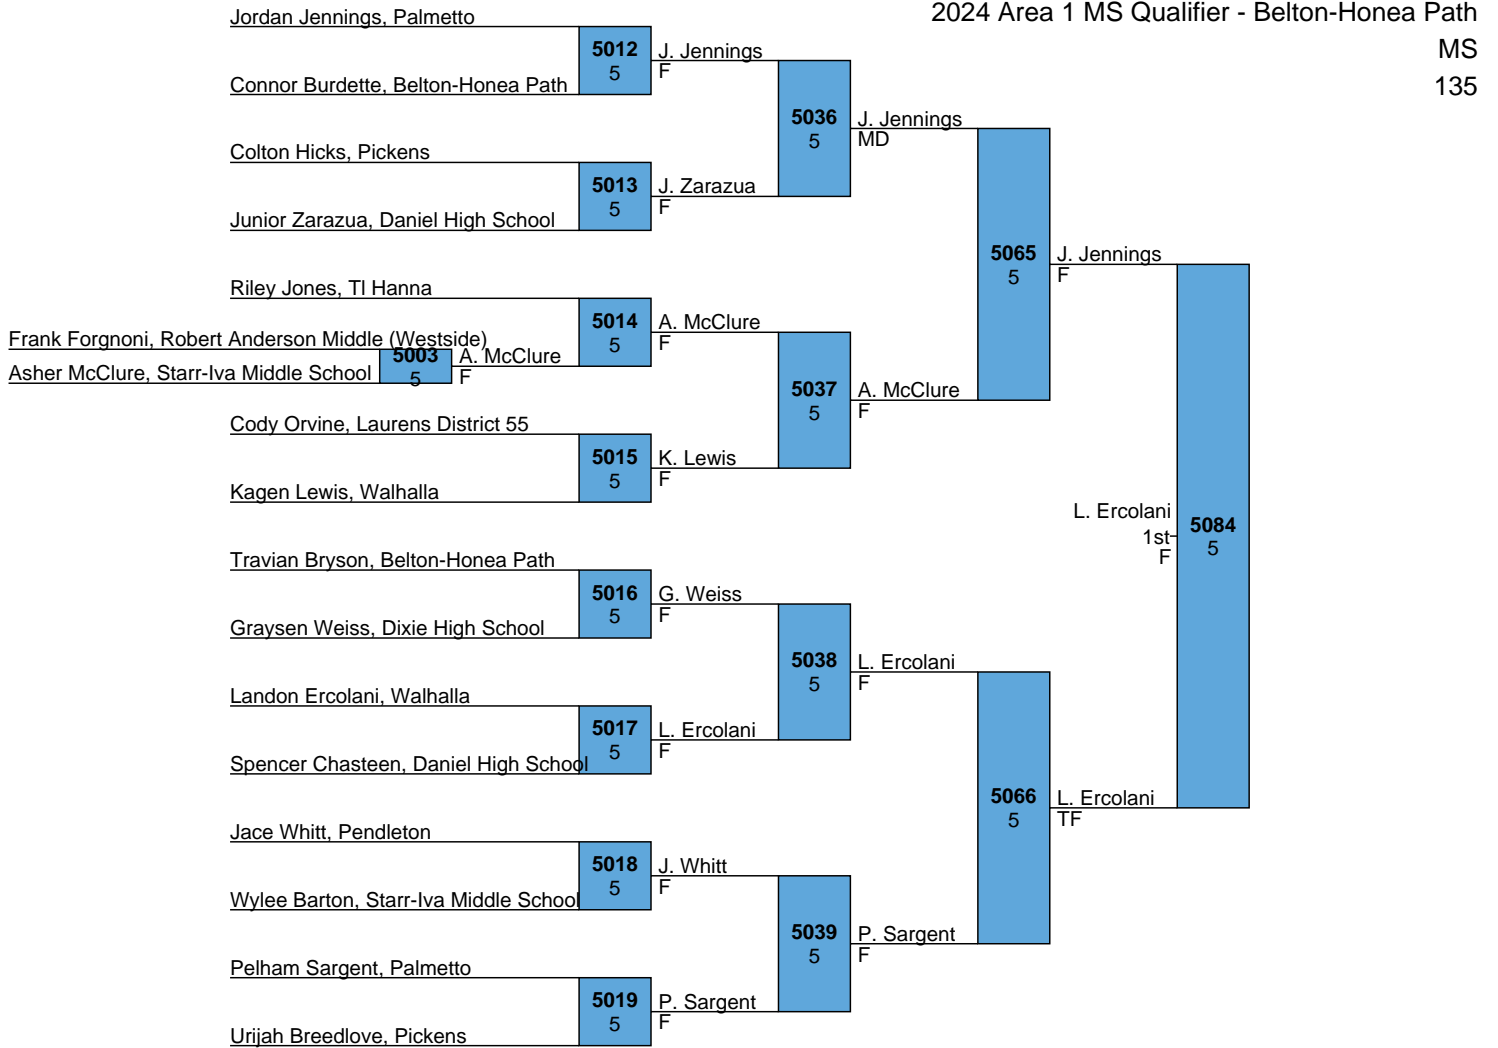 2024 Area 1 MS Qualifier - Belton-Honea Path
MS
135
Jordan Jennings, Palmetto
5012
5
J. Jennings
F
Connor Burdette, Belton-Honea Path
5036
5
J. Jennings
MD
Colton Hicks, Pickens
5013
5
J. Zarazua
F
Junior Zarazua, Daniel High School
5065
5
J. Jennings
F
Riley Jones, Tl Hanna
5014
5
A. McClure
F
Frank Forgnoni, Robert Anderson Middle (Westside)
5003
5
A. McClure
F
Asher McClure, Starr-Iva Middle School
5037
5
A. McClure
F
Cody Orvine, Laurens District 55
5015
5
K. Lewis
F
Kagen Lewis, Walhalla
L. Ercolani
1st
F
5084
5
Travian Bryson, Belton-Honea Path
5016
5
G. Weiss
F
Graysen Weiss, Dixie High School
5038
5
L. Ercolani
F
Landon Ercolani, Walhalla
5017
5
L. Ercolani
F
Spencer Chasteen, Daniel High School
5066
5
L. Ercolani
TF
Jace Whitt, Pendleton
5018
5
J. Whitt
F
Wylee Barton, Starr-Iva Middle School
5039
5
P. Sargent
F
Pelham Sargent, Palmetto
5019
5
P. Sargent
F
Urijah Breedlove, Pickens